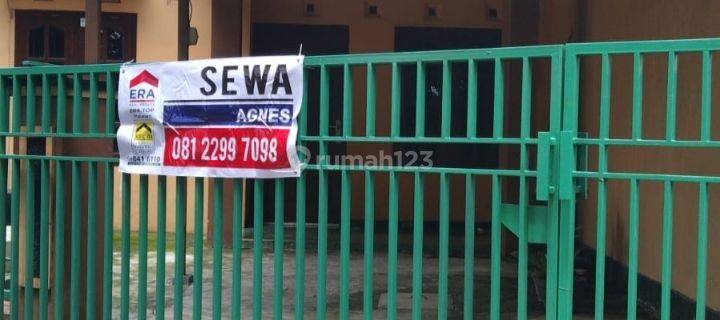 ERA
SEWA
AGNES
081 2299 7098
rumah123